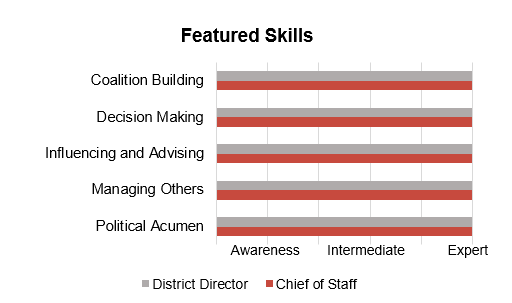 Featured Skills
Coalition Building
Decision Making
Influencing and Advising
Managing Others
Political Acumen
Awareness Intermediate Expert
District Director Chief of Staff